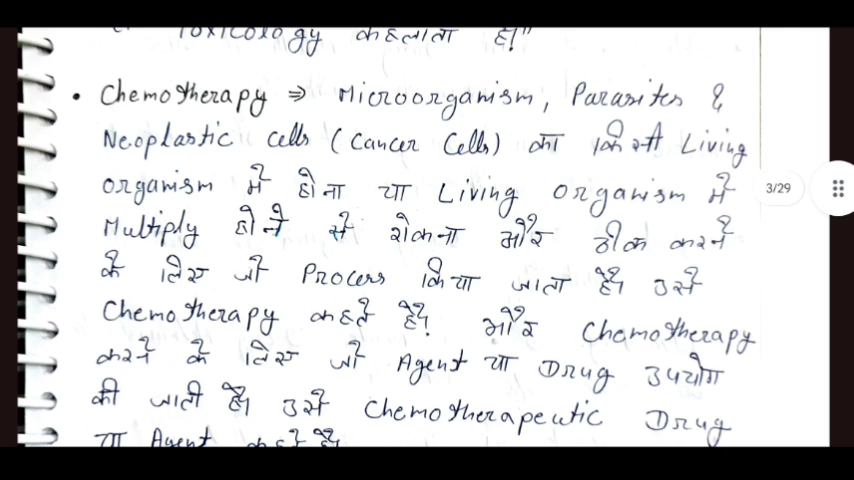 Toxicology कहलाता है।"
• Chemotherapy ⇒ Microorganism, Parasites &
Neoplastic cells (Cancer Cells) का किसी Living
organism में होना या Living organism में
Multiply होने से रोकना और ठीक करने
के लिए जो Process किया जाता है। उसे
Chemotherapy कहते हैं। और Chemotherapy
करने के लिए जो Agent या Drug उपयोग
की जाती है। उसे Chemotherapeutic Drug
या Agent कहते हैं
3/29